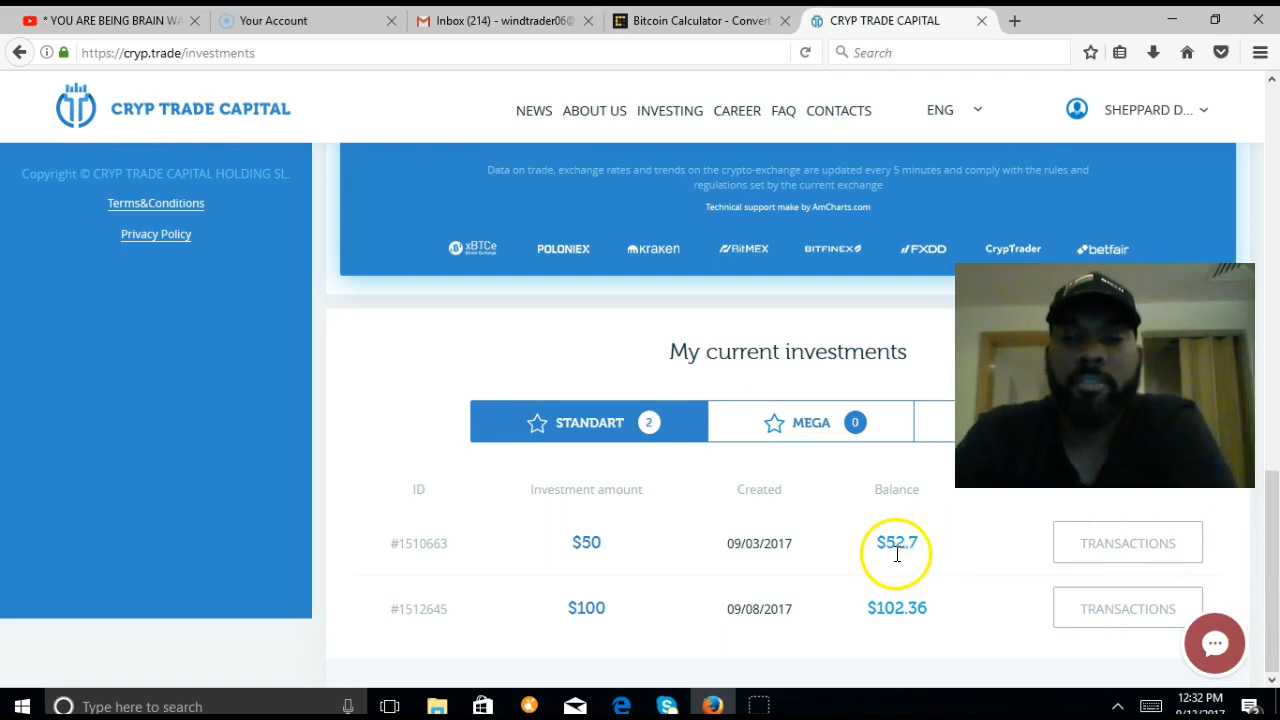 * YOU ARE BEING BRAIN WA
Your Account
Inbox (214) - windtrader06@
Bitcoin Calculator - Convert
CRYP TRADE CAPITAL
https://cryp.trade/investments
Search
CRYP TRADE CAPITAL
NEWS ABOUT US INVESTING CAREER FAQ CONTACTS
ENG
SHEPPARD D...
Copyright © CRYP TRADE CAPITAL HOLDING SL.
Terms&Conditions
Privacy Policy
Data on trade, exchange rates and trends on the crypto-exchange are updated every 5 minutes and comply with the rules and
regulations set by the current exchange
Technical support make by AmCharts.com
xBTCe POLONIEX kraken BitMEX BITFINEX FXDD CrypTrader betfair
My current investments
STANDART 2
MEGA 0
ID Investment amount Created Balance
#1510663 $50 09/03/2017 $52.7 TRANSACTIONS
#1512645 $100 09/08/2017 $102.36 TRANSACTIONS
Type here to search
12:32 PM